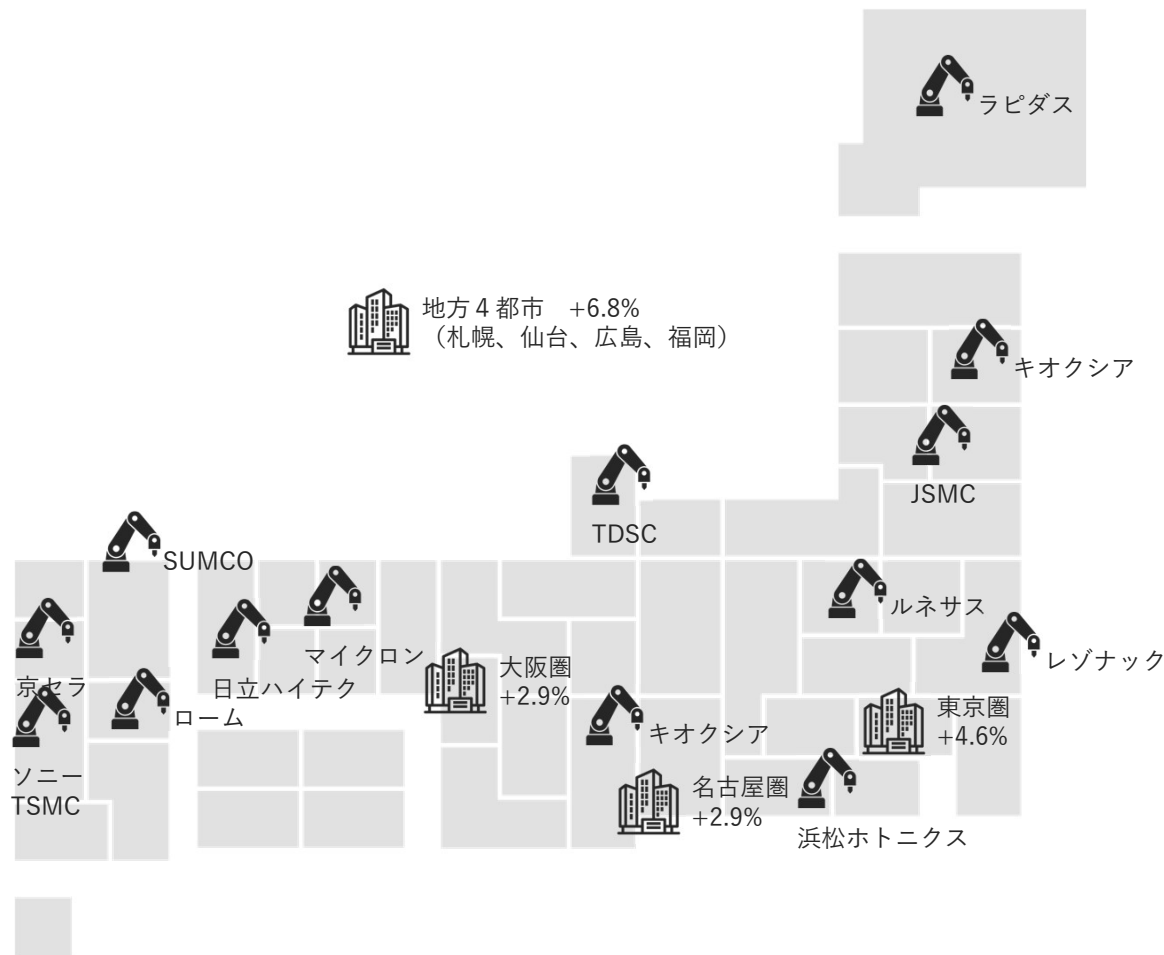 ラピダス
地方4都市　+6.8%
（札幌、仙台、広島、福岡）
キオクシア
JSMC
TDSC
SUMCO
ルネサス
マイクロン
レゾナック
京セラ
日立ハイテク
大阪圏
+2.9%
ローム
キオクシア
東京圏
+4.6%
ソニー
TSMC
名古屋圏
+2.9%
浜松ホトニクス